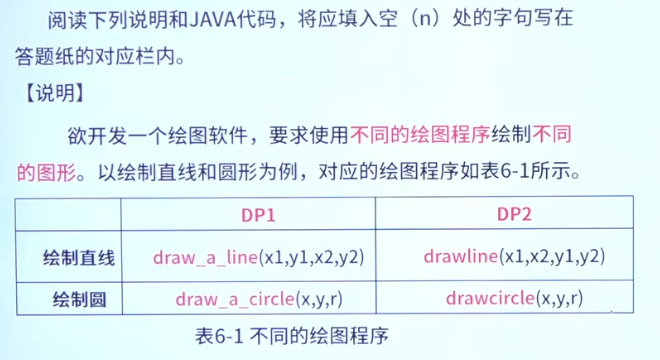 阅读下列说明和JAVA代码，将应填入空（n）处的字句写在
答题纸的对应栏内。
【说明】
欲开发一个绘图软件，要求使用不同的绘图程序绘制不同
的图形。以绘制直线和圆形为例，对应的绘图程序如表6-1所示。
DP1 DP2
绘制直线 draw_a_line(x1,y1,x2,y2) drawline(x1,x2,y1,y2)
绘制圆 draw_a_circle(x,y,r) drawcircle(x,y,r)
表6-1 不同的绘图程序